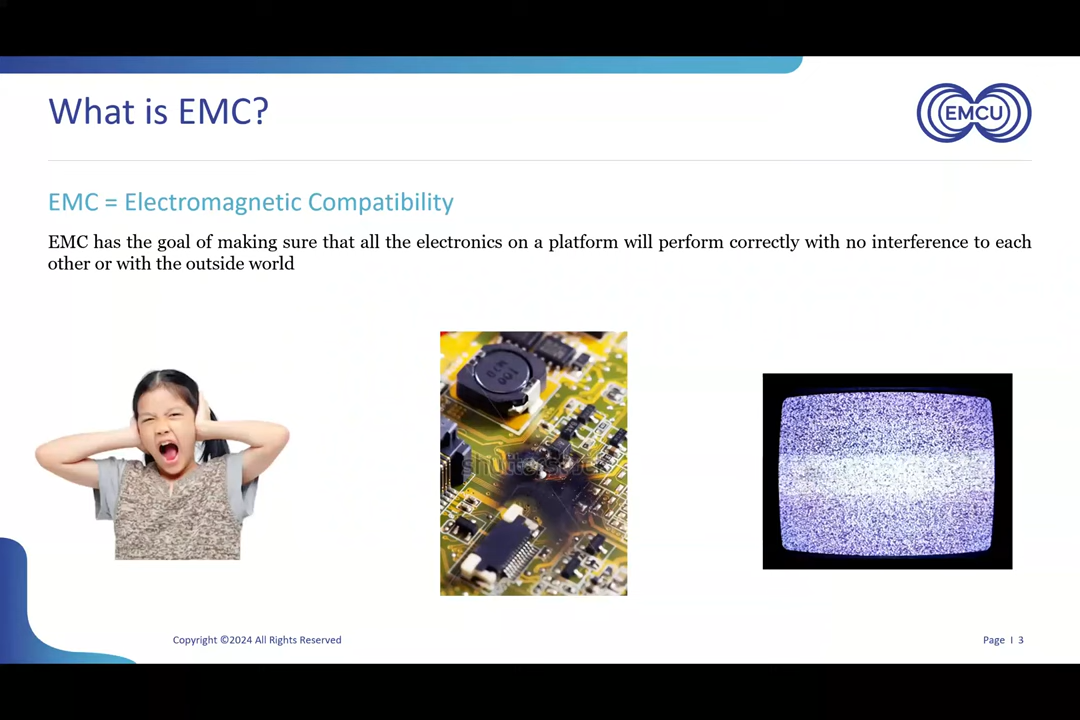 What is EMC?
EMCU
EMC = Electromagnetic Compatibility
EMC has the goal of making sure that all the electronics on a platform will perform correctly with no interference to each
other or with the outside world
001
shutterstock
Copyright ©2024 All Rights Reserved
Page I 3